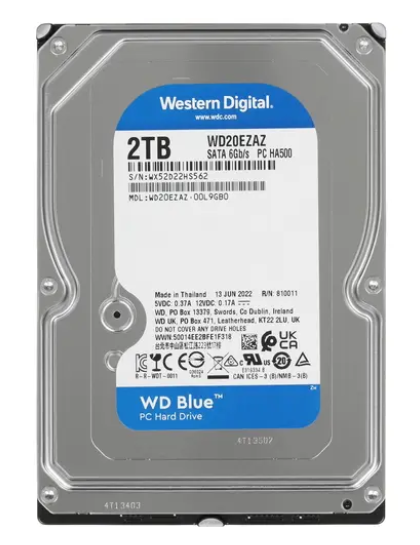 Western Digital.
www.wdc.com
2TB
WD20EZAZ
SATA 6Gb/s PC HA500
S/N: WX52D22HS562
MDL: WD20EZAZ-00L9GB0
Made in Thailand 13 JUN 2022 R/N: 810011
5VDC 0.37A 12VDC 0.17A
WD, PO Box 13379, Swords, Co Dublin, Ireland
WD UK, PO Box 471, Leatherhead, KT22 2LU, UK
DO NOT COVER ANY DRIVE HOLES
WWN: 50014EE2BFE1F318
UK
CA
CAN ICES-3 (B)/NMB-3(B)
WD Blue™
PC Hard Drive
4T13403